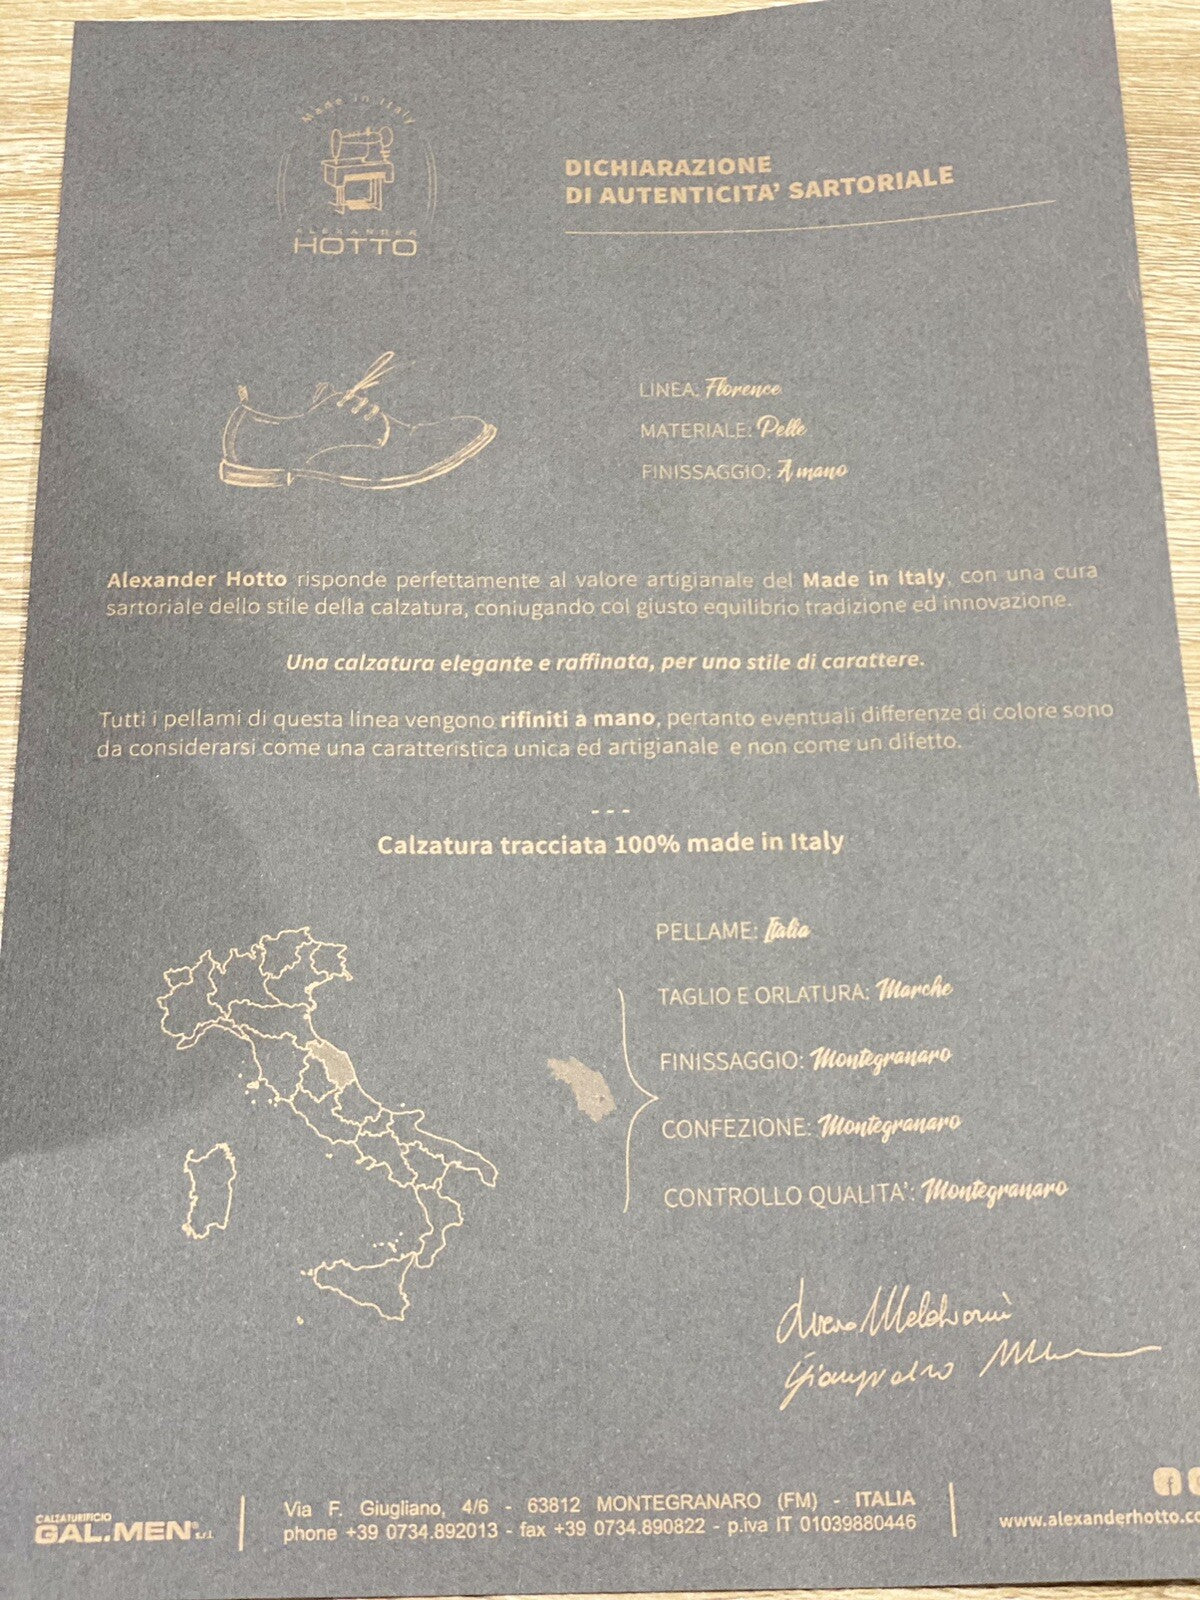 Made in Italy
ALEXANDER
HOTTO
DICHIARAZIONE
DI AUTENTICITA’ SARTORIALE
LINEA: Florence
MATERIALE: Pelle
FINISSAGGIO: A mano
Alexander Hotto risponde perfettamente al valore artigianale del Made in Italy, con una cura
sartoriale dello stile della calzatura, coniugando col giusto equilibrio tradizione ed innovazione.
Una calzatura elegante e raffinata, per uno stile di carattere.
Tutti i pellami di questa linea vengono rifiniti a mano, pertanto eventuali differenze di colore sono
da considerarsi come una caratteristica unica ed artigianale e non come un difetto.
---
Calzatura tracciata 100% made in Italy
PELLAME: Italia
TAGLIO E ORLATURA: Marche
FINISSAGGIO: Montegranaro
CONFEZIONE: Montegranaro
CONTROLLO QUALITA’: Montegranaro
CALZATURIFICIO
GAL.MEN s.r.l.
Via F. Giugliano, 4/6 - 63812 MONTEGRANARO (FM) - ITALIA
phone +39 0734.892013 - fax +39 0734.890822 - p.iva IT 01039880446
www.alexanderhotto.co